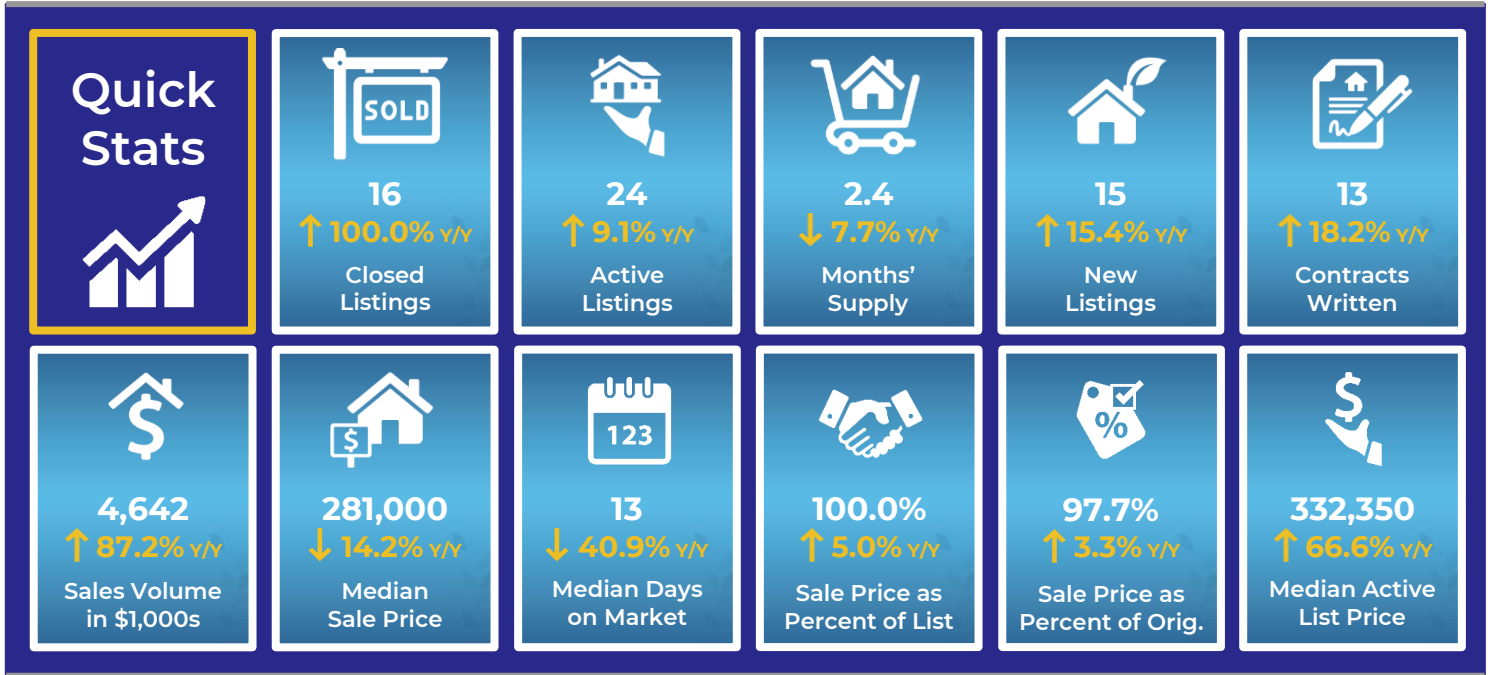 Quick
Stats
SOLD
16
↑ 100.0% Y/Y
Closed
Listings
24
↑ 9.1% Y/Y
Active
Listings
2.4
↓ 7.7% Y/Y
Months’
Supply
15
↑ 15.4% Y/Y
New
Listings
13
↑ 18.2% Y/Y
Contracts
Written
$
4,642
↑ 87.2% Y/Y
Sales Volume
in $1,000s
$
281,000
↓ 14.2% Y/Y
Median
Sale Price
123
13
↓ 40.9% Y/Y
Median Days
on Market
100.0%
↑ 5.0% Y/Y
Sale Price as
Percent of List
%
97.7%
↑ 3.3% Y/Y
Sale Price as
Percent of Orig.
$
332,350
↑ 66.6% Y/Y
Median Active
List Price